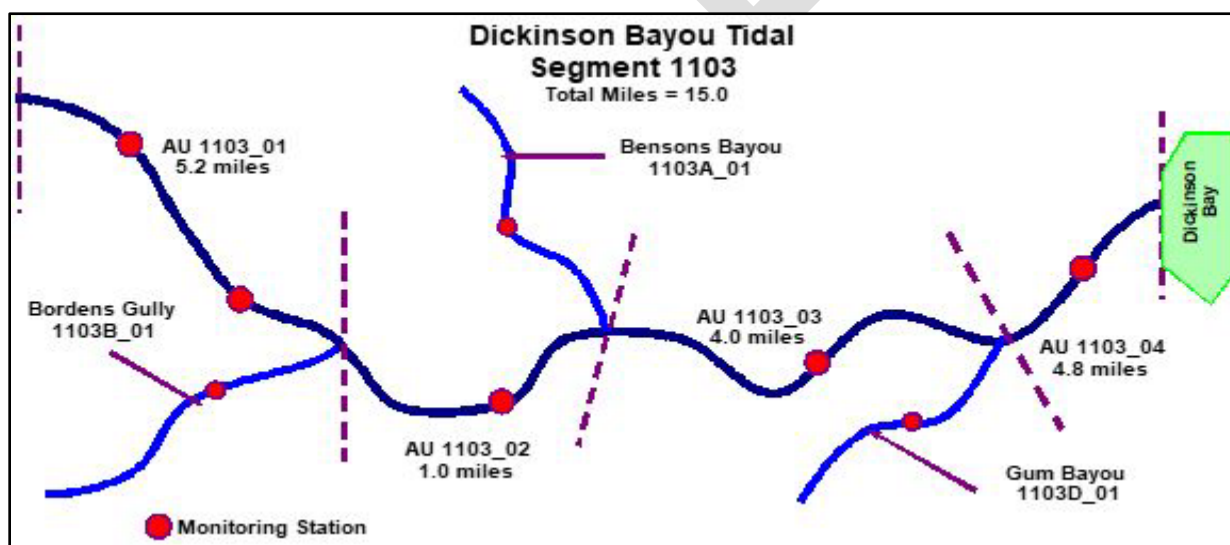 Dickinson Bayou Tidal
Segment 1103
Total Miles = 15.0
AU 1103_01
5.2 miles
Bensons Bayou
1103A_01
Dickinson
Bay
Bordens Gully
1103B_01
AU 1103_03
4.0 miles
AU 1103_04
4.8 miles
AU 1103_02
1.0 miles
Gum Bayou
1103D_01
Monitoring Station